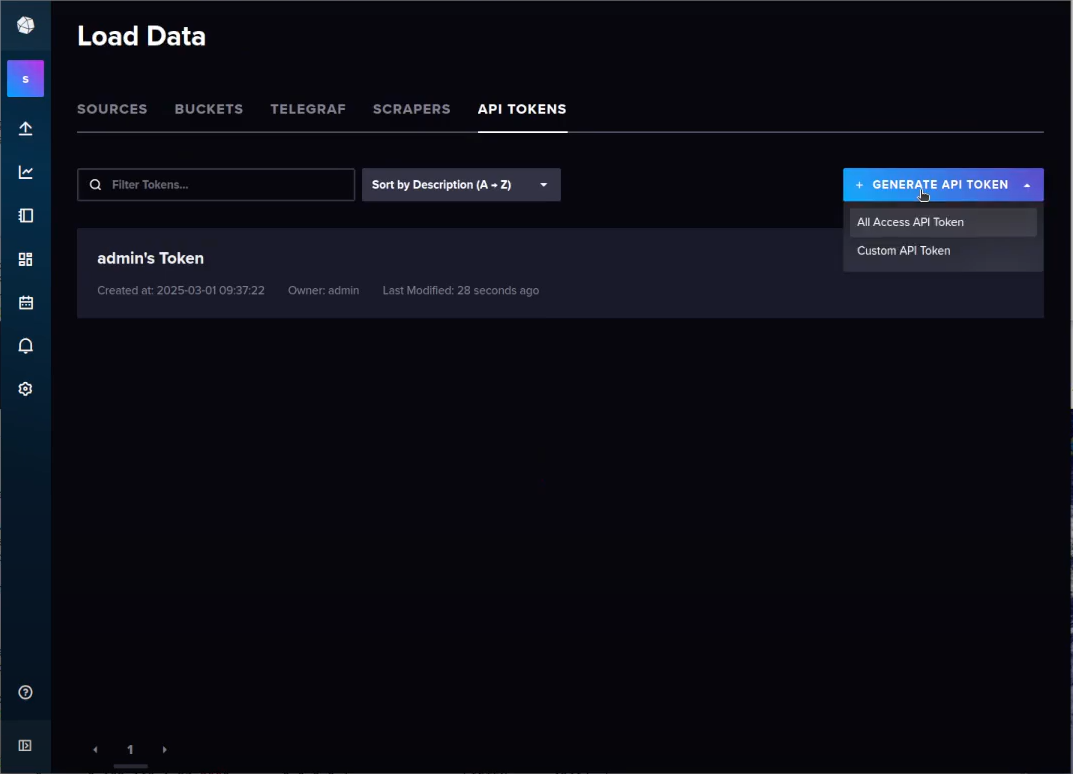 Load Data
S
SOURCES BUCKETS TELEGRAF SCRAPERS API TOKENS
Filter Tokens...
Sort by Description (A → Z)
+ GENERATE API TOKEN
All Access API Token
Custom API Token
admin's Token
Created at: 2025-03-01 09:37:22 Owner: admin Last Modified: 28 seconds ago
1